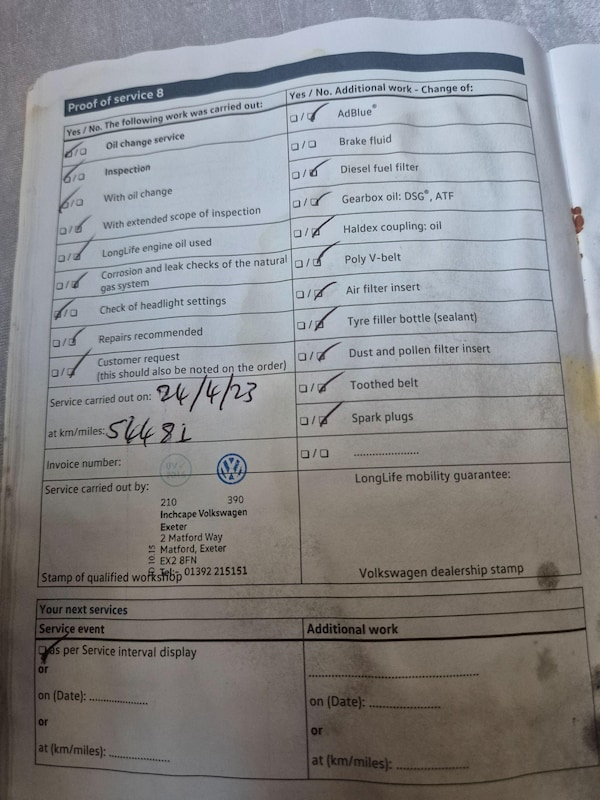 Proof of service 8
Yes / No. The following work was carried out:
Oil change service
Inspection
With oil change
With extended scope of inspection
LongLife engine oil used
Corrosion and leak checks of the natural
gas system
Check of headlight settings
Repairs recommended
Customer request
(this should also be noted on the order)
Service carried out on: 24/4/23
at km/miles: 54481
Invoice number:
Service carried out by:
210 390
Inchcape Volkswagen
Exeter
2 Matford Way
Matford, Exeter
EX2 8FN
Tel:- 01392 215151
Stamp of qualified workshop
Yes / No. Additional work - Change of:
AdBlue®
Brake fluid
Diesel fuel filter
Gearbox oil: DSG®, ATF
Haldex coupling: oil
Poly V-belt
Air filter insert
Tyre filler bottle (sealant)
Dust and pollen filter insert
Toothed belt
Spark plugs
LongLife mobility guarantee:
Volkswagen dealership stamp
Your next services
Service event
as per Service interval display
or
on (Date): ....................
or
at (km/miles): ....................
Additional work
on (Date): ....................
or
at (km/miles): ....................